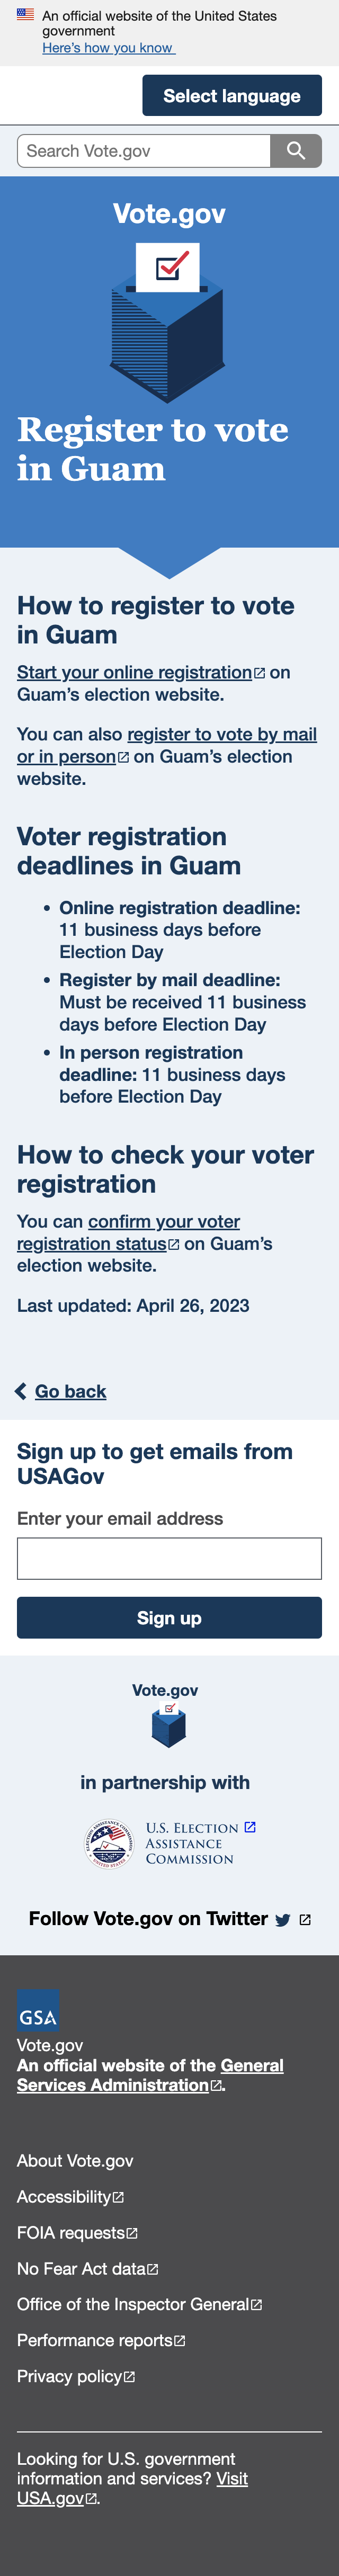 An official website of the United States
government
Here's how you know
Select language
Search Vote.gov
Vote.gov
Register to vote
in Guam
How to register to vote
in Guam
Start your online registration on
Guam's election website.
You can also register to vote by mail
or in person on Guam's election
website.
Voter registration
deadlines in Guam
• Online registration deadline:
11 business days before
Election Day
• Register by mail deadline:
Must be received 11 business
days before Election Day
• In person registration
deadline: 11 business days
before Election Day
How to check your voter
registration
You can confirm your voter
registration status on Guam's
election website.
Last updated: April 26, 2023
Go back
Sign up to get emails from
USAGov
Enter your email address
Sign up
Vote.gov
in partnership with
U.S. Election
Assistance
Commission
Follow Vote.gov on Twitter
GSA
Vote.gov
An official website of the General
Services Administration.
About Vote.gov
Accessibility
FOIA requests
No Fear Act data
Office of the Inspector General
Performance reports
Privacy policy
Looking for U.S. government
information and services? Visit
USA.gov.